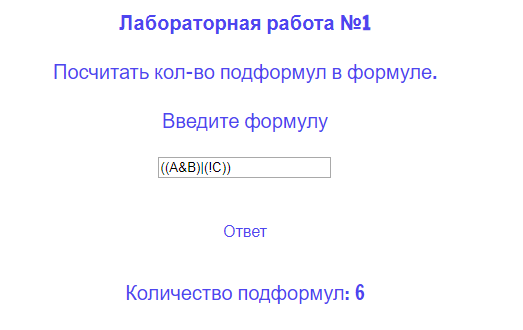 Лабораторная работа №1
Посчитать кол-во подформул в формуле.
Введите формулу
((A&B)|(!C))
Ответ
Количество подформул: 6